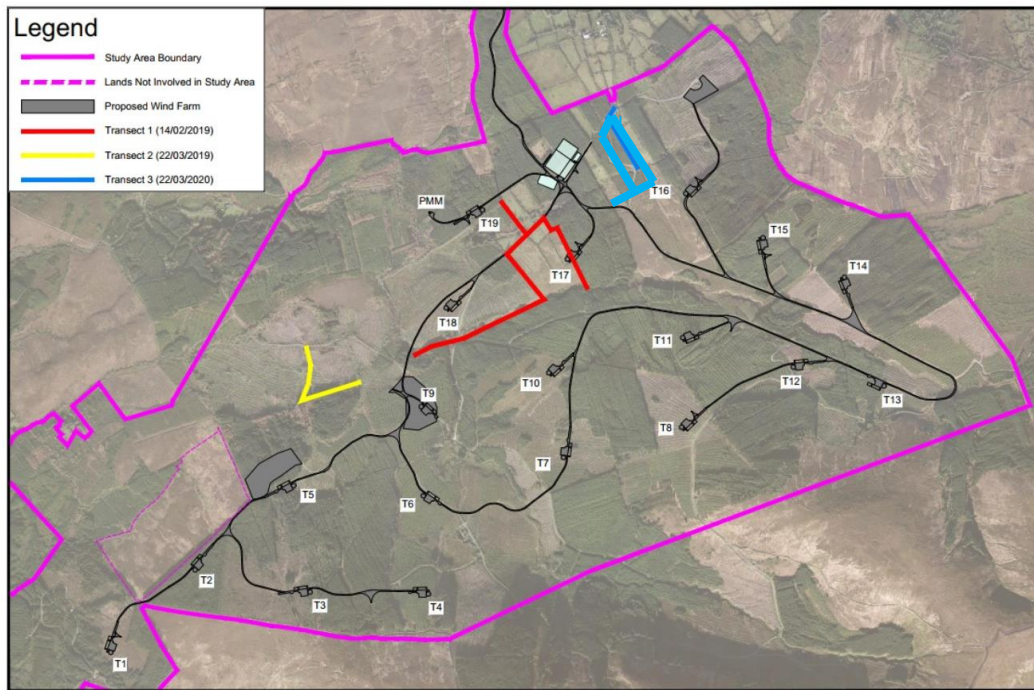 Legend
Study Area Boundary
Lands Not Involved in Study Area
Proposed Wind Farm
Transect 1 (14/02/2019)
Transect 2 (22/03/2019)
Transect 3 (22/03/2020)
T16
PMM
T19
T15
T17
T14
T18
T11
T10
T12
T13
T9
T8
T7
T5
T6
T2
T3
T4
T1